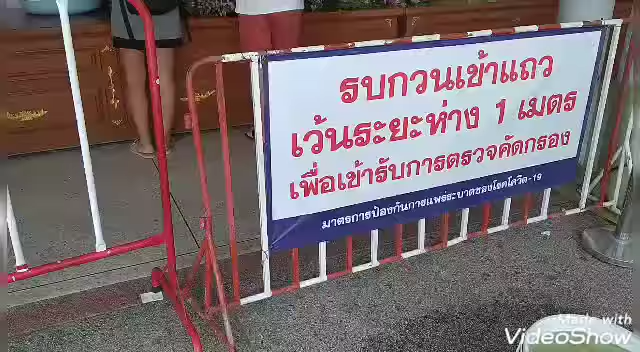 รบกวนเข้าแถว
เว้นระยะห่าง 1 เมตร
เพื่อเข้ารับการตรวจคัดกรอง
มาตรการป้องกันการแพร่ระบาดของโรคโควิด-19
Made with
VideoShow